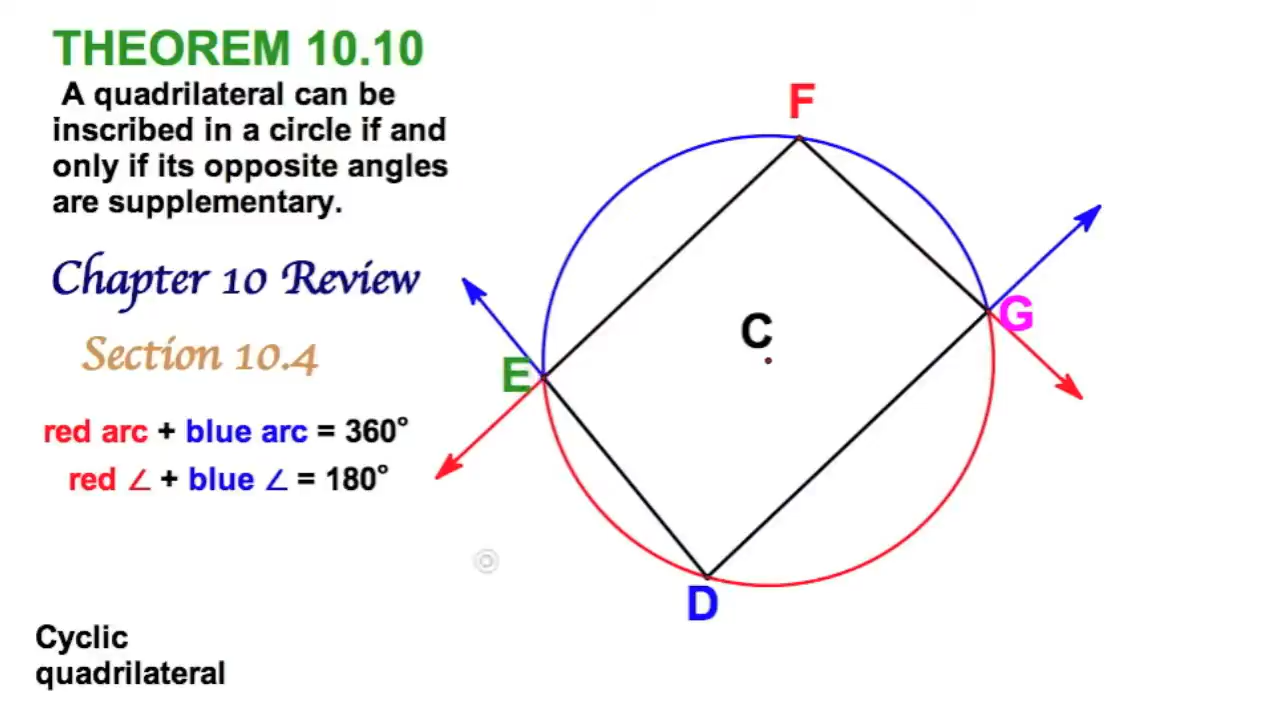 THEOREM 10.10
A quadrilateral can be
inscribed in a circle if and
only if its opposite angles
are supplementary.
Chapter 10 Review
Section 10.4
red arc + blue arc = 360°
red ∠ + blue ∠ = 180°
Cyclic
quadrilateral
F
C
G
E
D